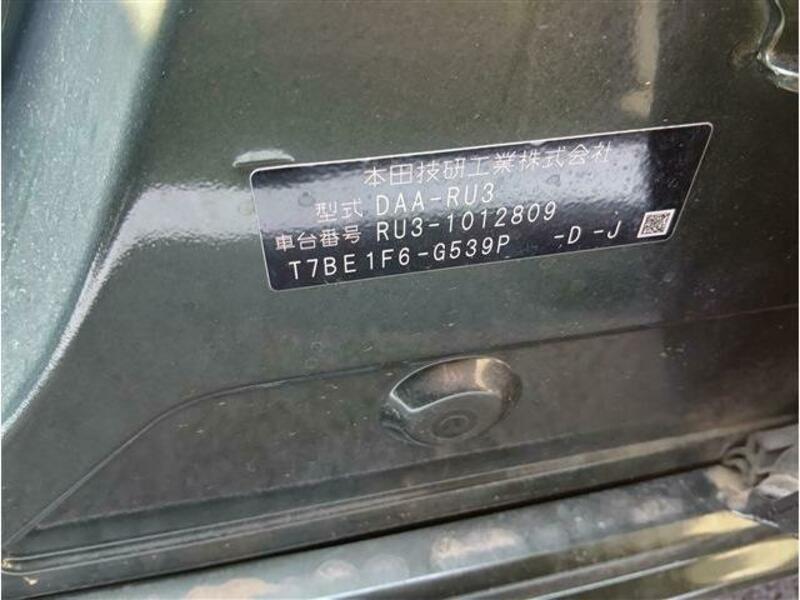 本田技研工業株式会社
型式 DAA-RU3
車台番号 RU3-1012809
T7BE1F6-G539P -D -J